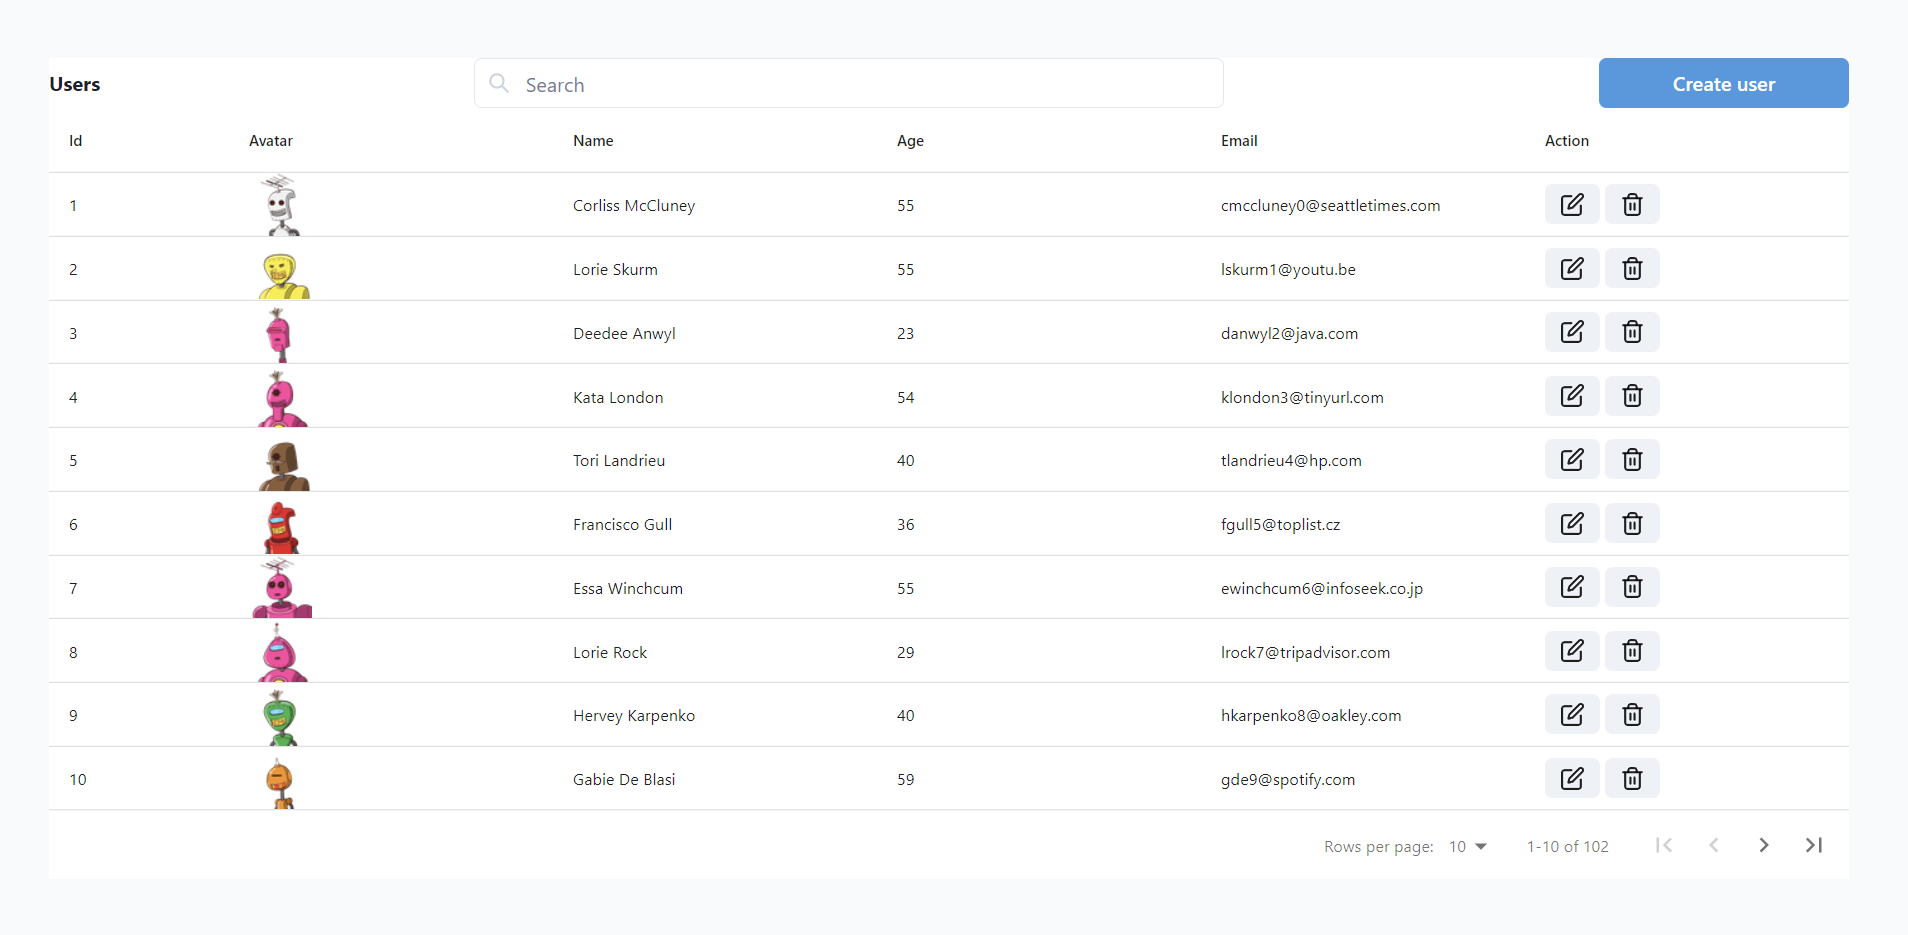 Users Search Create user
Id Avatar Name Age Email Action
1 Corliss McCluney 55 cmccluney0@seattletimes.com
2 Lorie Skurm 55 lskurm1@youtu.be
3 Deedee Anwyl 23 danwyl2@java.com
4 Kata London 54 klondon3@tinyurl.com
5 Tori Landrieu 40 tlandrieu4@hp.com
6 Francisco Gull 36 fgull5@toplist.cz
7 Essa Winchcum 55 ewinchcum6@infoseek.co.jp
8 Lorie Rock 29 lrock7@tripadvisor.com
9 Hervey Karpenko 40 hkarpenko8@oakley.com
10 Gabie De Blasi 59 gde9@spotify.com
Rows per page: 10 1-10 of 102